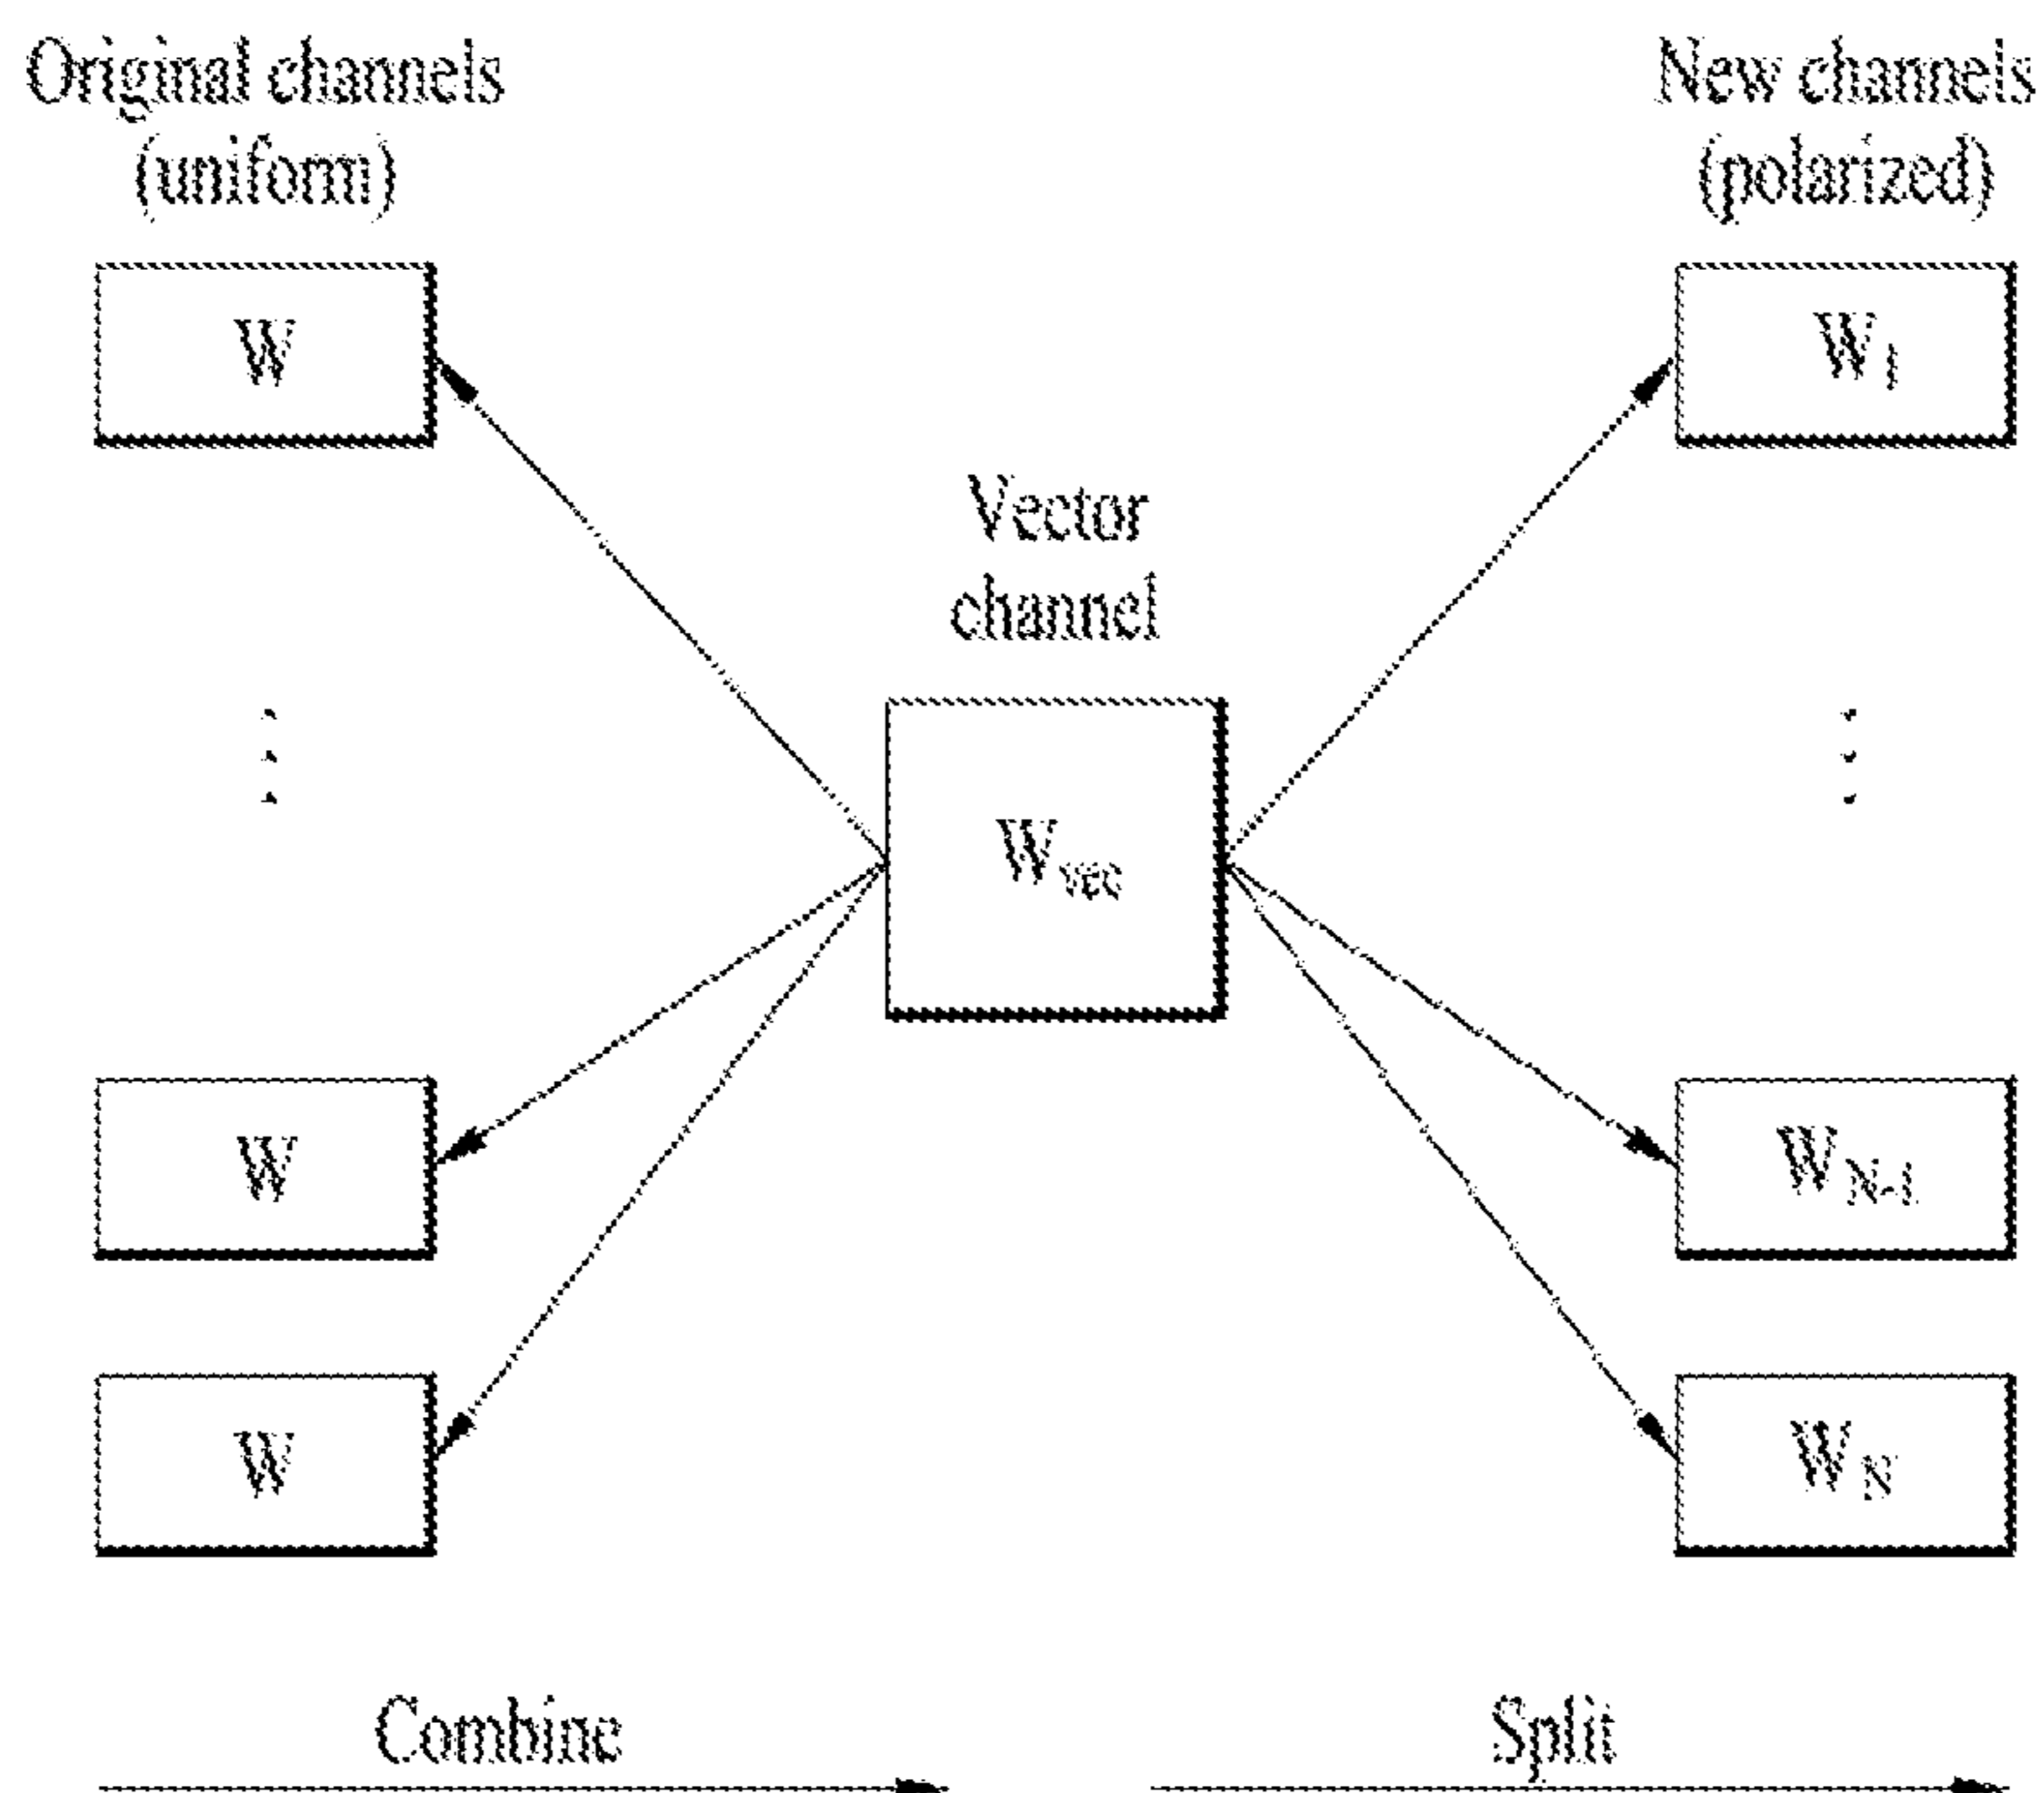 Original channels
(uniform)
New channels
(polarized)
W
W1
Vector
channel
Wvec
W
WN-1
W
WN
Combine
Split